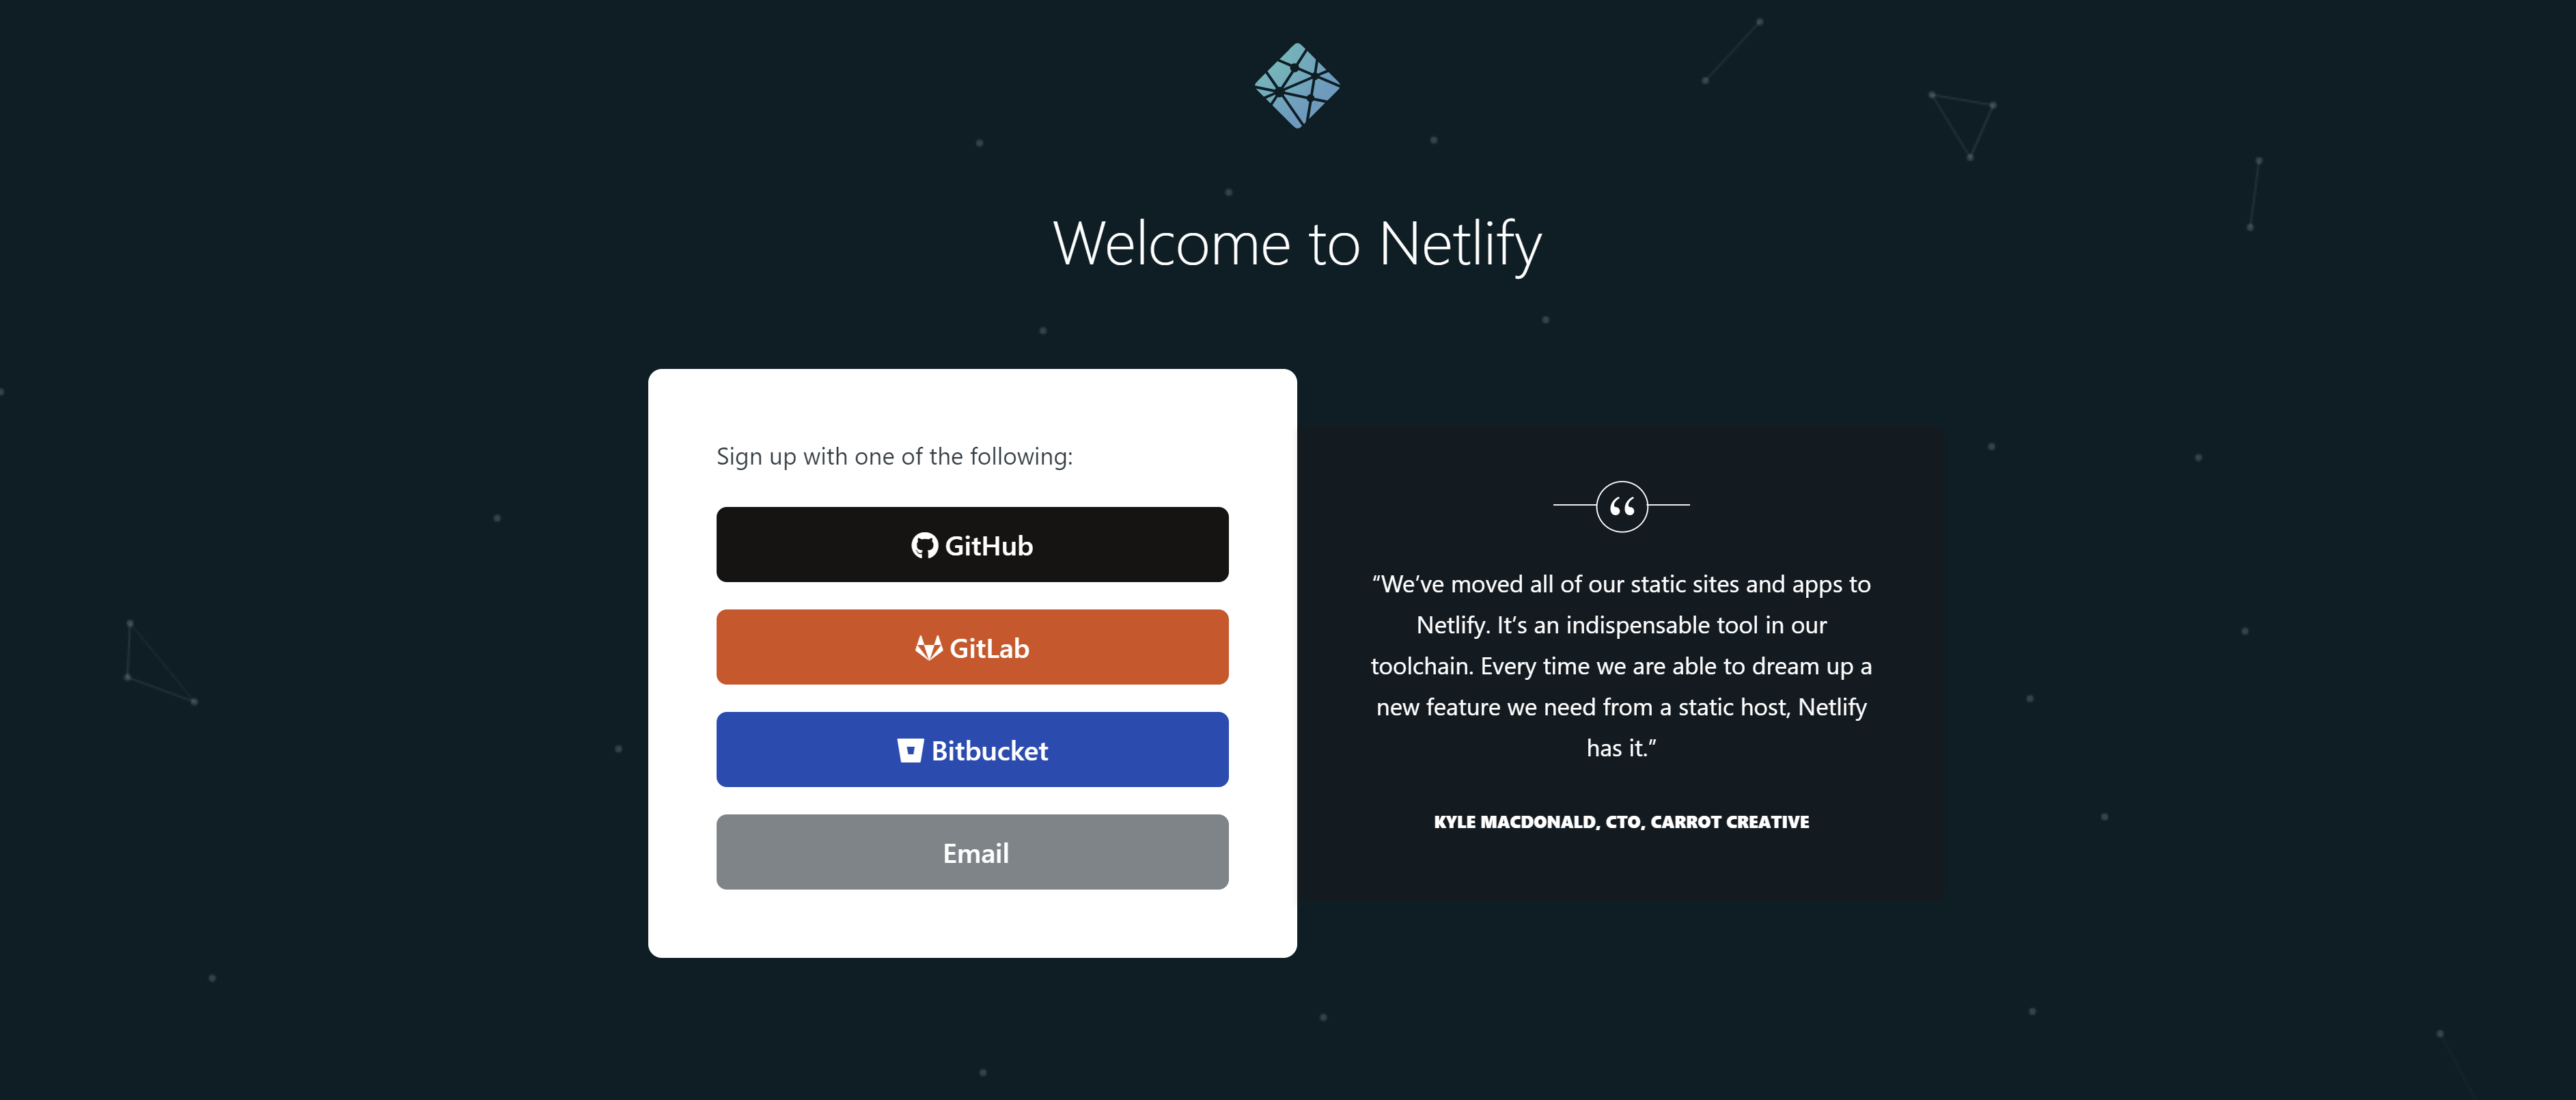 Welcome to Netlify
Sign up with one of the following:
GitHub
GitLab
Bitbucket
Email
“We’ve moved all of our static sites and apps to
Netlify. It’s an indispensable tool in our
toolchain. Every time we are able to dream up a
new feature we need from a static host, Netlify
has it.”
KYLE MACDONALD, CTO, CARROT CREATIVE